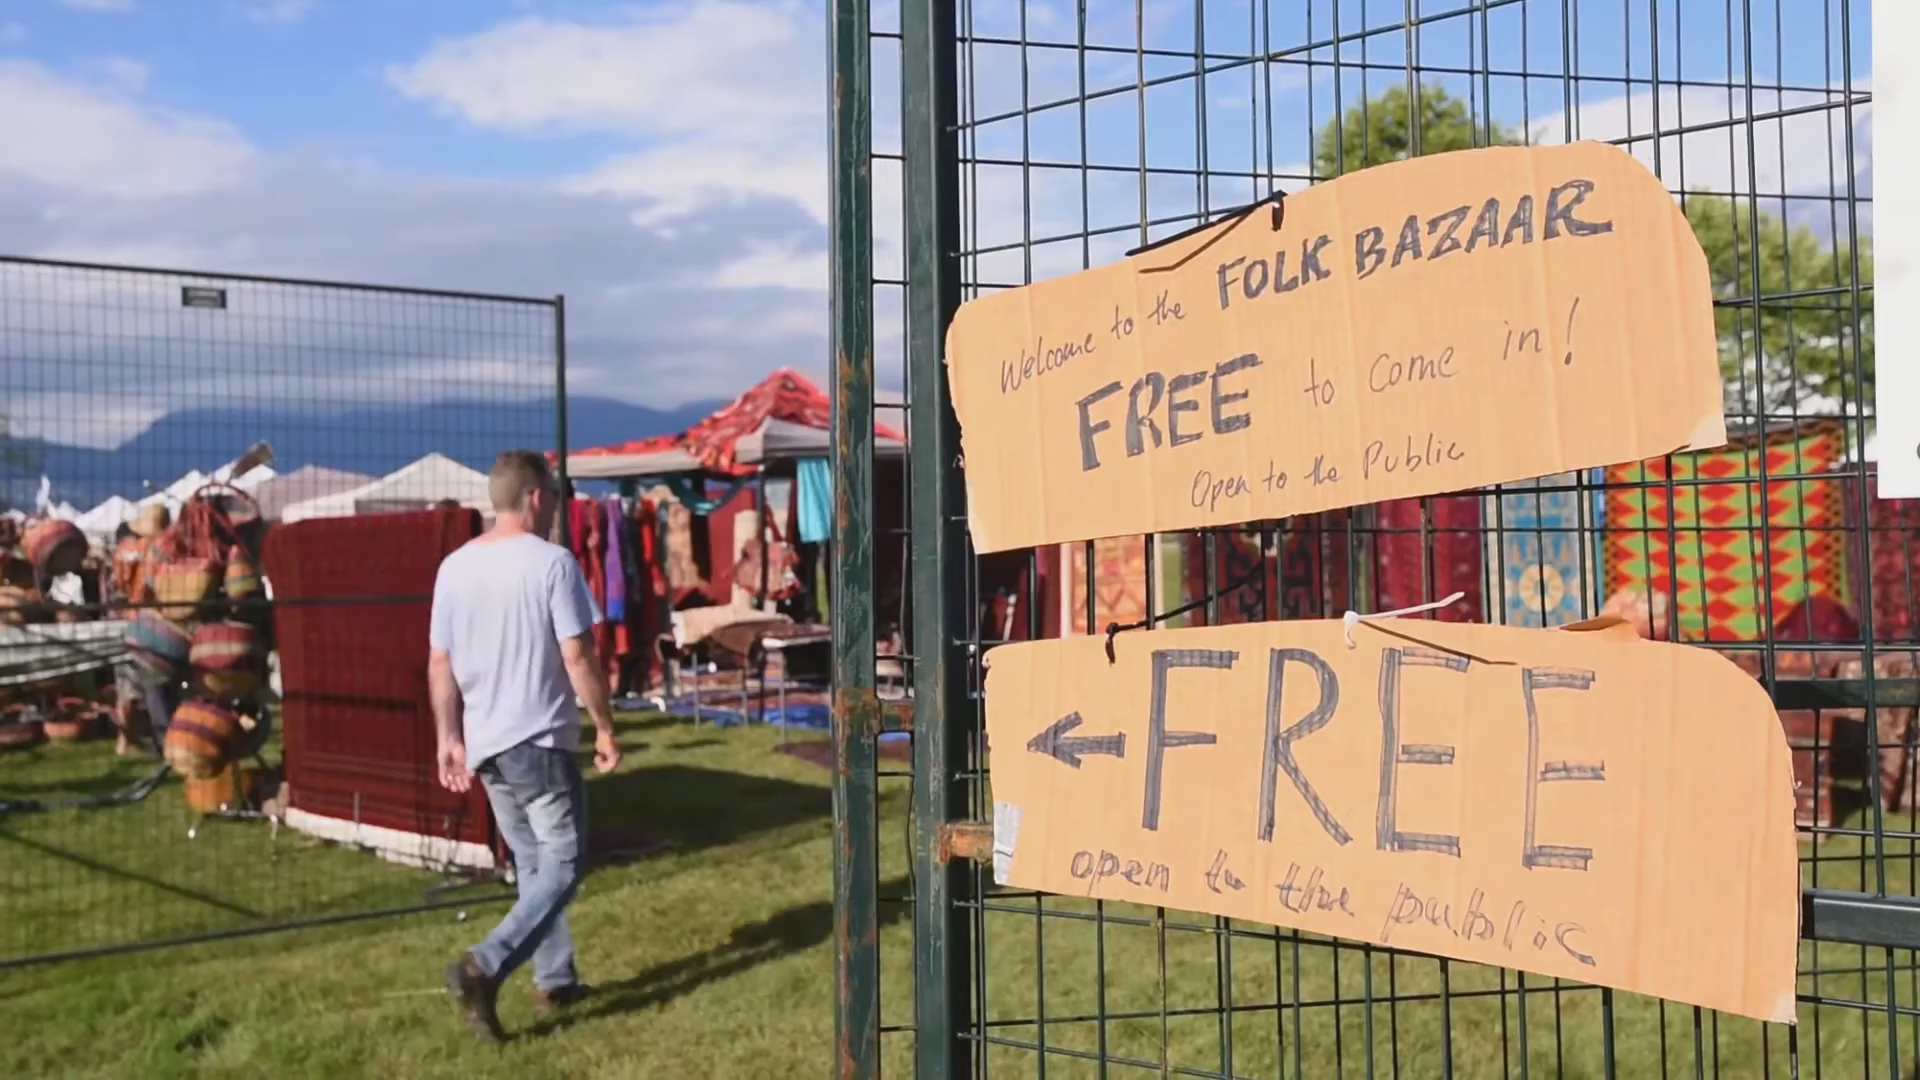 Welcome to the FOLK BAZAAR
FREE to come in!
Open to the Public
← FREE
open to the public